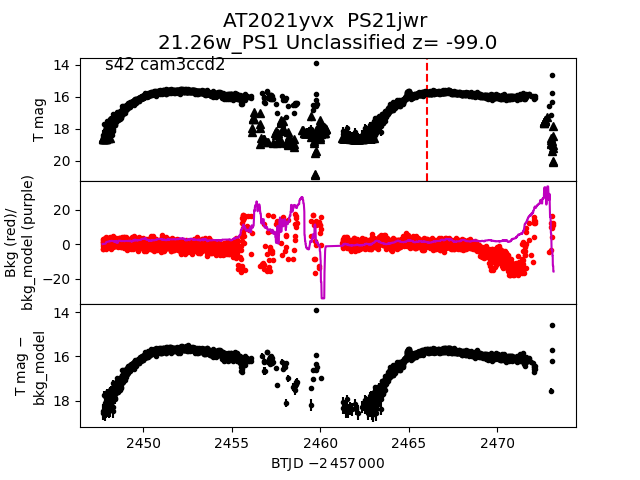 AT2021yvx  PS21jwr
21.26w_PS1 Unclassified z= -99.0
s42 cam3ccd2
T mag
14
16
18
20
Bkg (red)/
bkg_model (purple)
20
0
−20
T mag −
bkg_model
14
16
18
2450
2455
2460
2465
2470
BTJD −2 457 000